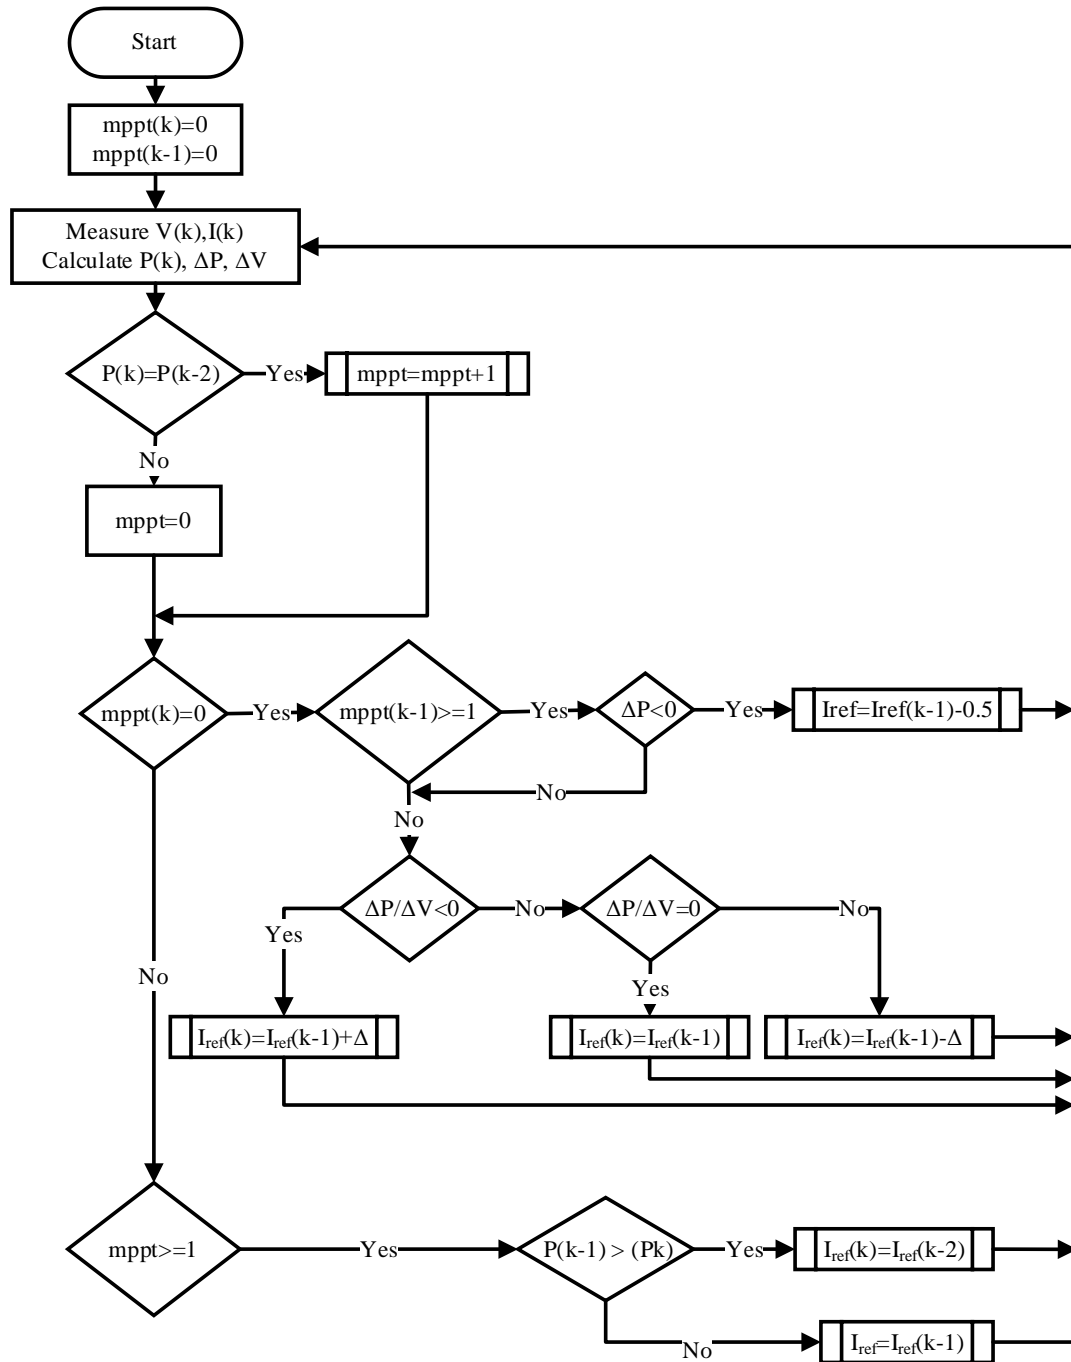 Start
mppt(k)=0
mppt(k-1)=0
Measure V(k),I(k)
Calculate P(k), ΔP, ΔV
P(k)=P(k-2)
Yes
mppt=mppt+1
No
mppt=0
mppt(k)=0
Yes
mppt(k-1)>=1
Yes
ΔP<0
Yes
Iref=Iref(k-1)-0.5
No
No
ΔP/ΔV<0
No
ΔP/ΔV=0
No
Yes
Yes
No
Iref(k)=Iref(k-1)+Δ
Iref(k)=Iref(k-1)
Iref(k)=Iref(k-1)-Δ
mppt>=1
Yes
P(k-1) > (Pk)
Yes
Iref(k)=Iref(k-2)
No
Iref=Iref(k-1)